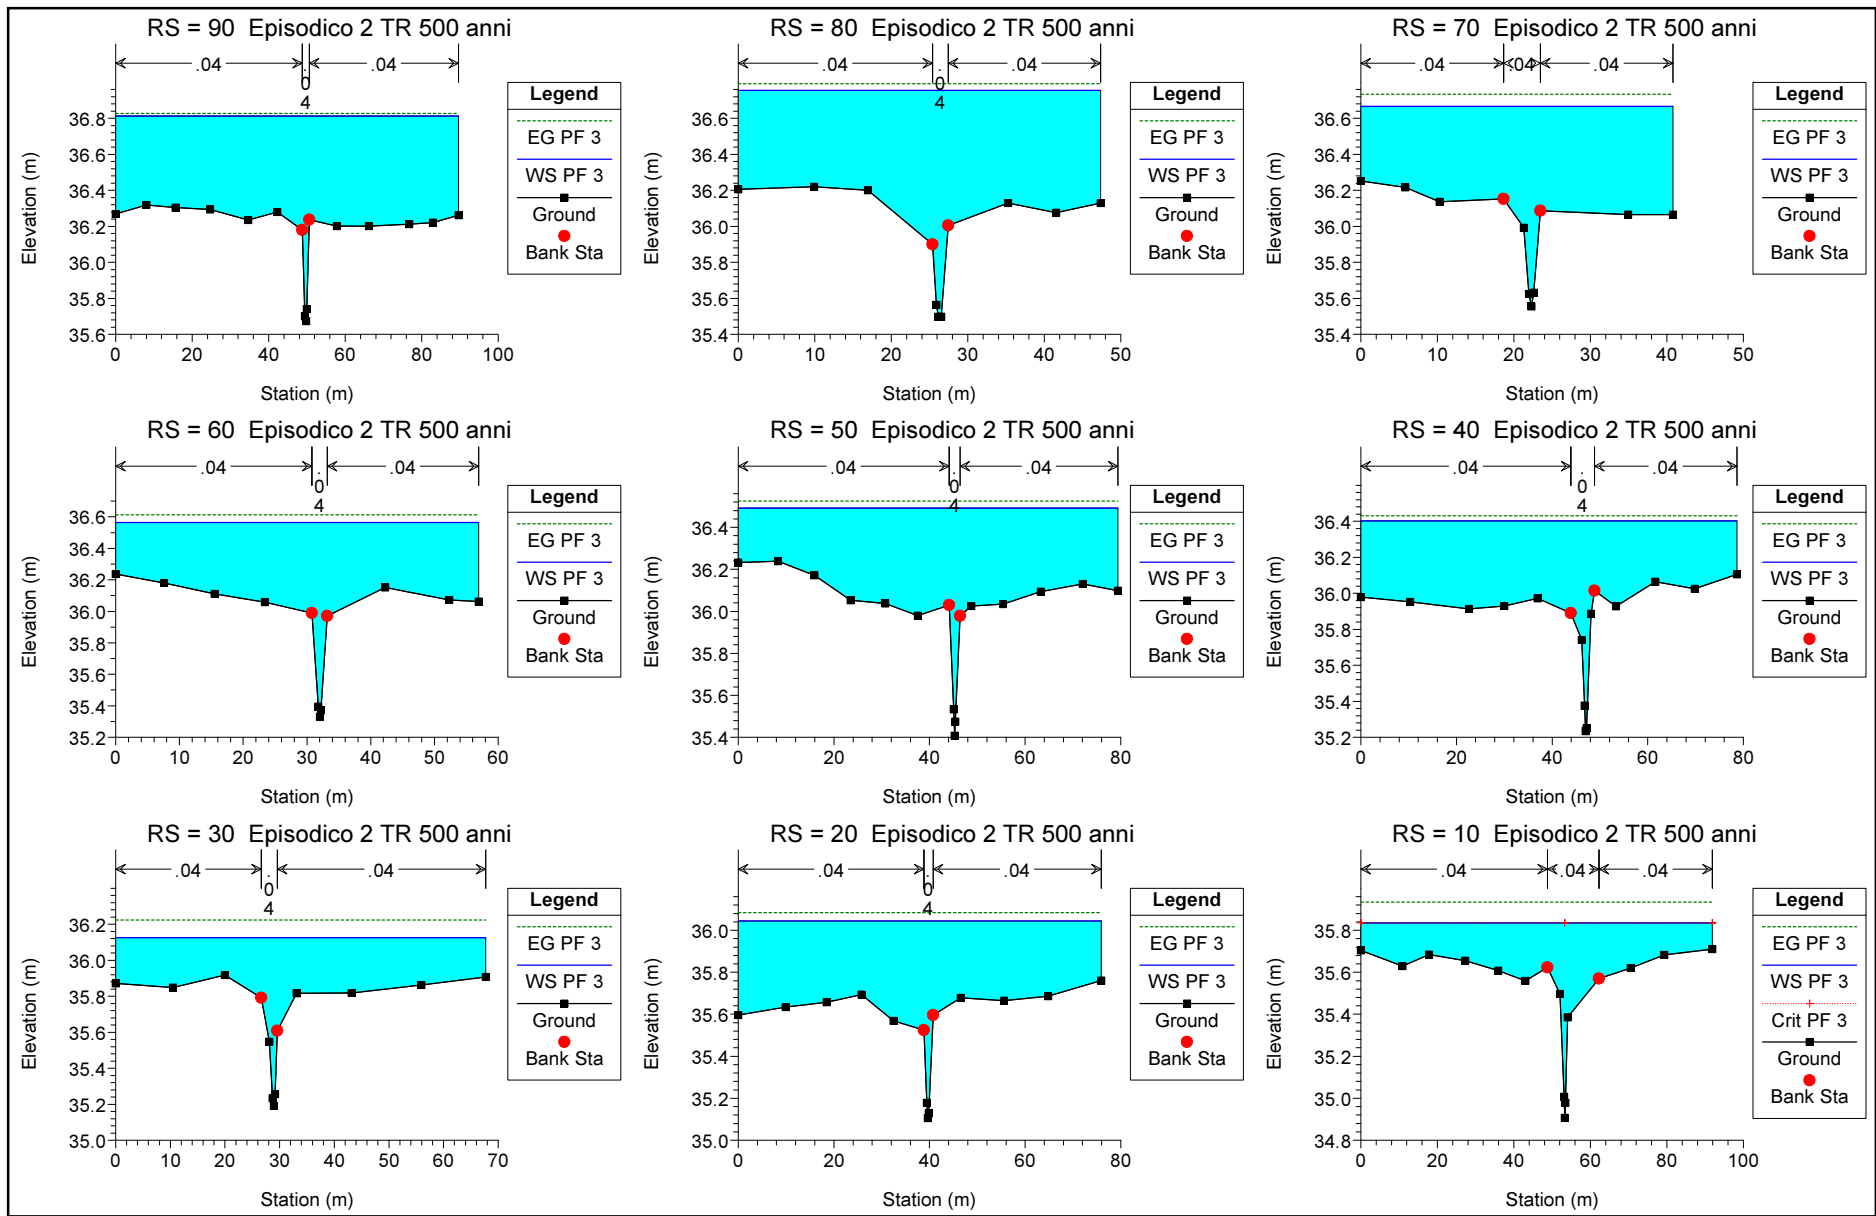 RS = 90 Episodico 2 TR 500 anni
.04
.04
.04
Elevation (m)
36.8
36.6
36.4
36.2
36.0
35.8
35.6
0 20 40 60 80 100
Station (m)
Legend
EG PF 3
WS PF 3
Ground
Bank Sta
RS = 80 Episodico 2 TR 500 anni
.04
.04
.04
Elevation (m)
36.6
36.4
36.2
36.0
35.8
35.6
35.4
0 10 20 30 40 50
Station (m)
Legend
EG PF 3
WS PF 3
Ground
Bank Sta
RS = 70 Episodico 2 TR 500 anni
.04
.04
.04
Elevation (m)
36.6
36.4
36.2
36.0
35.8
35.6
35.4
0 10 20 30 40 50
Station (m)
Legend
EG PF 3
WS PF 3
Ground
Bank Sta
RS = 60 Episodico 2 TR 500 anni
.04
.04
.04
Elevation (m)
36.6
36.4
36.2
36.0
35.8
35.6
35.4
35.2
0 10 20 30 40 50 60
Station (m)
Legend
EG PF 3
WS PF 3
Ground
Bank Sta
RS = 50 Episodico 2 TR 500 anni
.04
.04
.04
Elevation (m)
36.4
36.2
36.0
35.8
35.6
35.4
0 20 40 60 80
Station (m)
Legend
EG PF 3
WS PF 3
Ground
Bank Sta
RS = 40 Episodico 2 TR 500 anni
.04
.04
.04
Elevation (m)
36.4
36.2
36.0
35.8
35.6
35.4
35.2
0 20 40 60 80
Station (m)
Legend
EG PF 3
WS PF 3
Ground
Bank Sta
RS = 30 Episodico 2 TR 500 anni
.04
.04
.04
Elevation (m)
36.2
36.0
35.8
35.6
35.4
35.2
35.0
0 10 20 30 40 50 60 70
Station (m)
Legend
EG PF 3
WS PF 3
Ground
Bank Sta
RS = 20 Episodico 2 TR 500 anni
.04
.04
.04
Elevation (m)
36.0
35.8
35.6
35.4
35.2
35.0
0 20 40 60 80
Station (m)
Legend
EG PF 3
WS PF 3
Ground
Bank Sta
RS = 10 Episodico 2 TR 500 anni
.04
.04
.04
Elevation (m)
35.8
35.6
35.4
35.2
35.0
34.8
0 20 40 60 80 100
Station (m)
Legend
EG PF 3
WS PF 3
Crit PF 3
Ground
Bank Sta